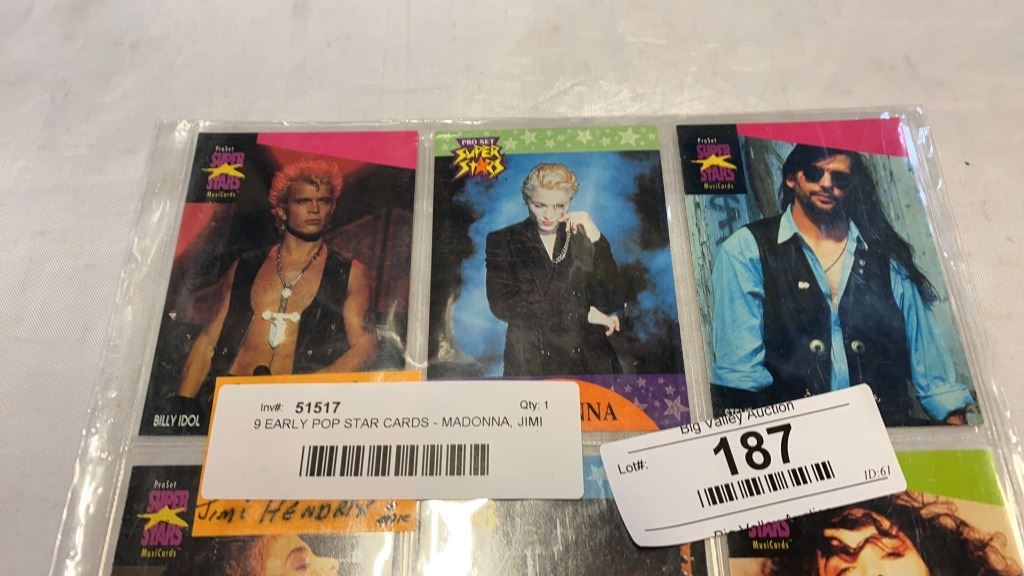 ProSet
SUPER
STARS
MusiCards
PRO SET
SUPER
STARS
ProSet
SUPER
STARS
MusiCards
BILLY IDOL
Inv#: 51517 Qty: 1
9 EARLY POP STAR CARDS - MADONNA, JIMI
NNA
Big Valley Auction
Lot#: 187
ID:61
ProSet
SUPER
STARS
MusiCards
JIMI HENDRIX & MORE
STARS
MusiCards